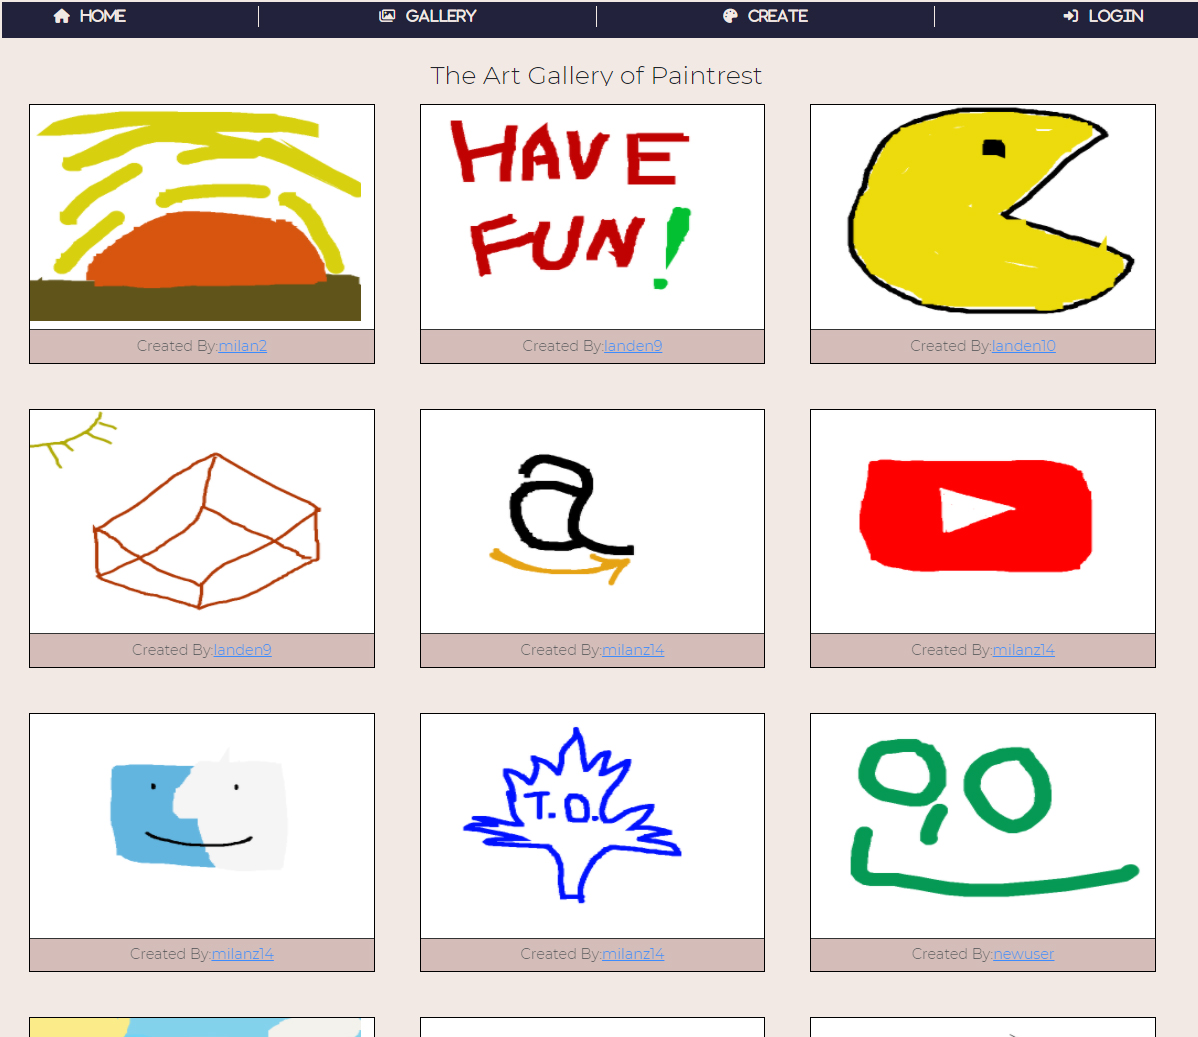 HOME GALLERY CREATE LOGIN
The Art Gallery of Paintrest
HAVE
FUN!
Created By:milan2 Created By:landen9 Created By:landen10
a
Created By:landen9 Created By:milanz14 Created By:milanz14
T.O.
Created By:milanz14 Created By:milanz14 Created By:newuser